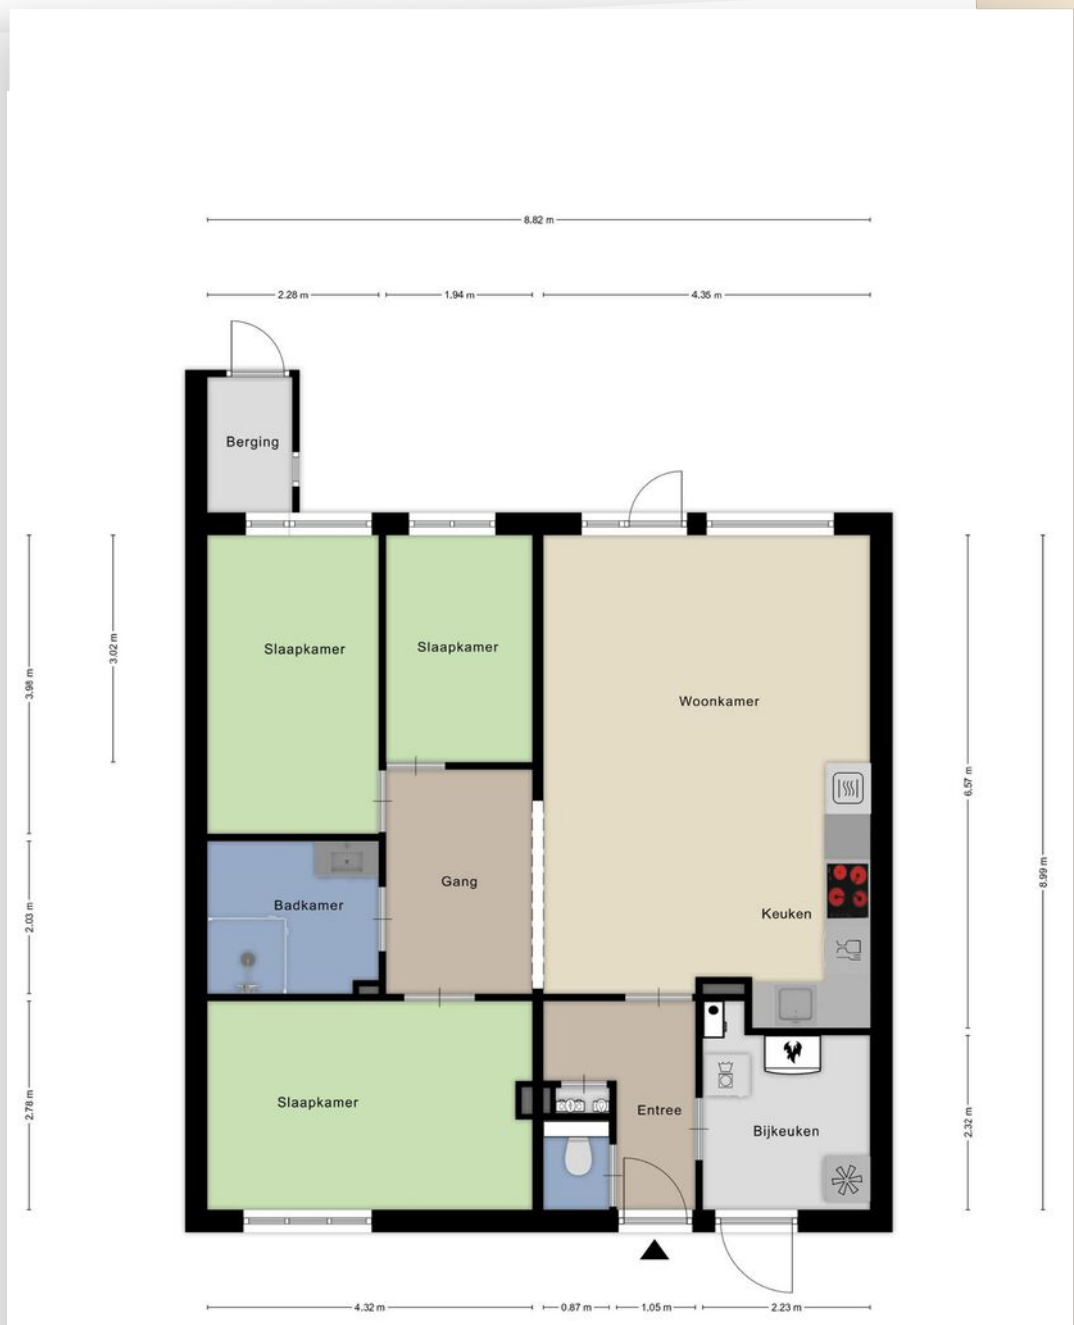 8.82 m
2.28 m
1.94 m
4.35 m
Berging
3.98 m
3.02 m
Slaapkamer
Slaapkamer
Woonkamer
6.57 m
8.99 m
Gang
Badkamer
Keuken
2.03 m
Slaapkamer
Entree
Bijkeuken
2.78 m
2.32 m
4.32 m
0.87 m
1.05 m
2.23 m